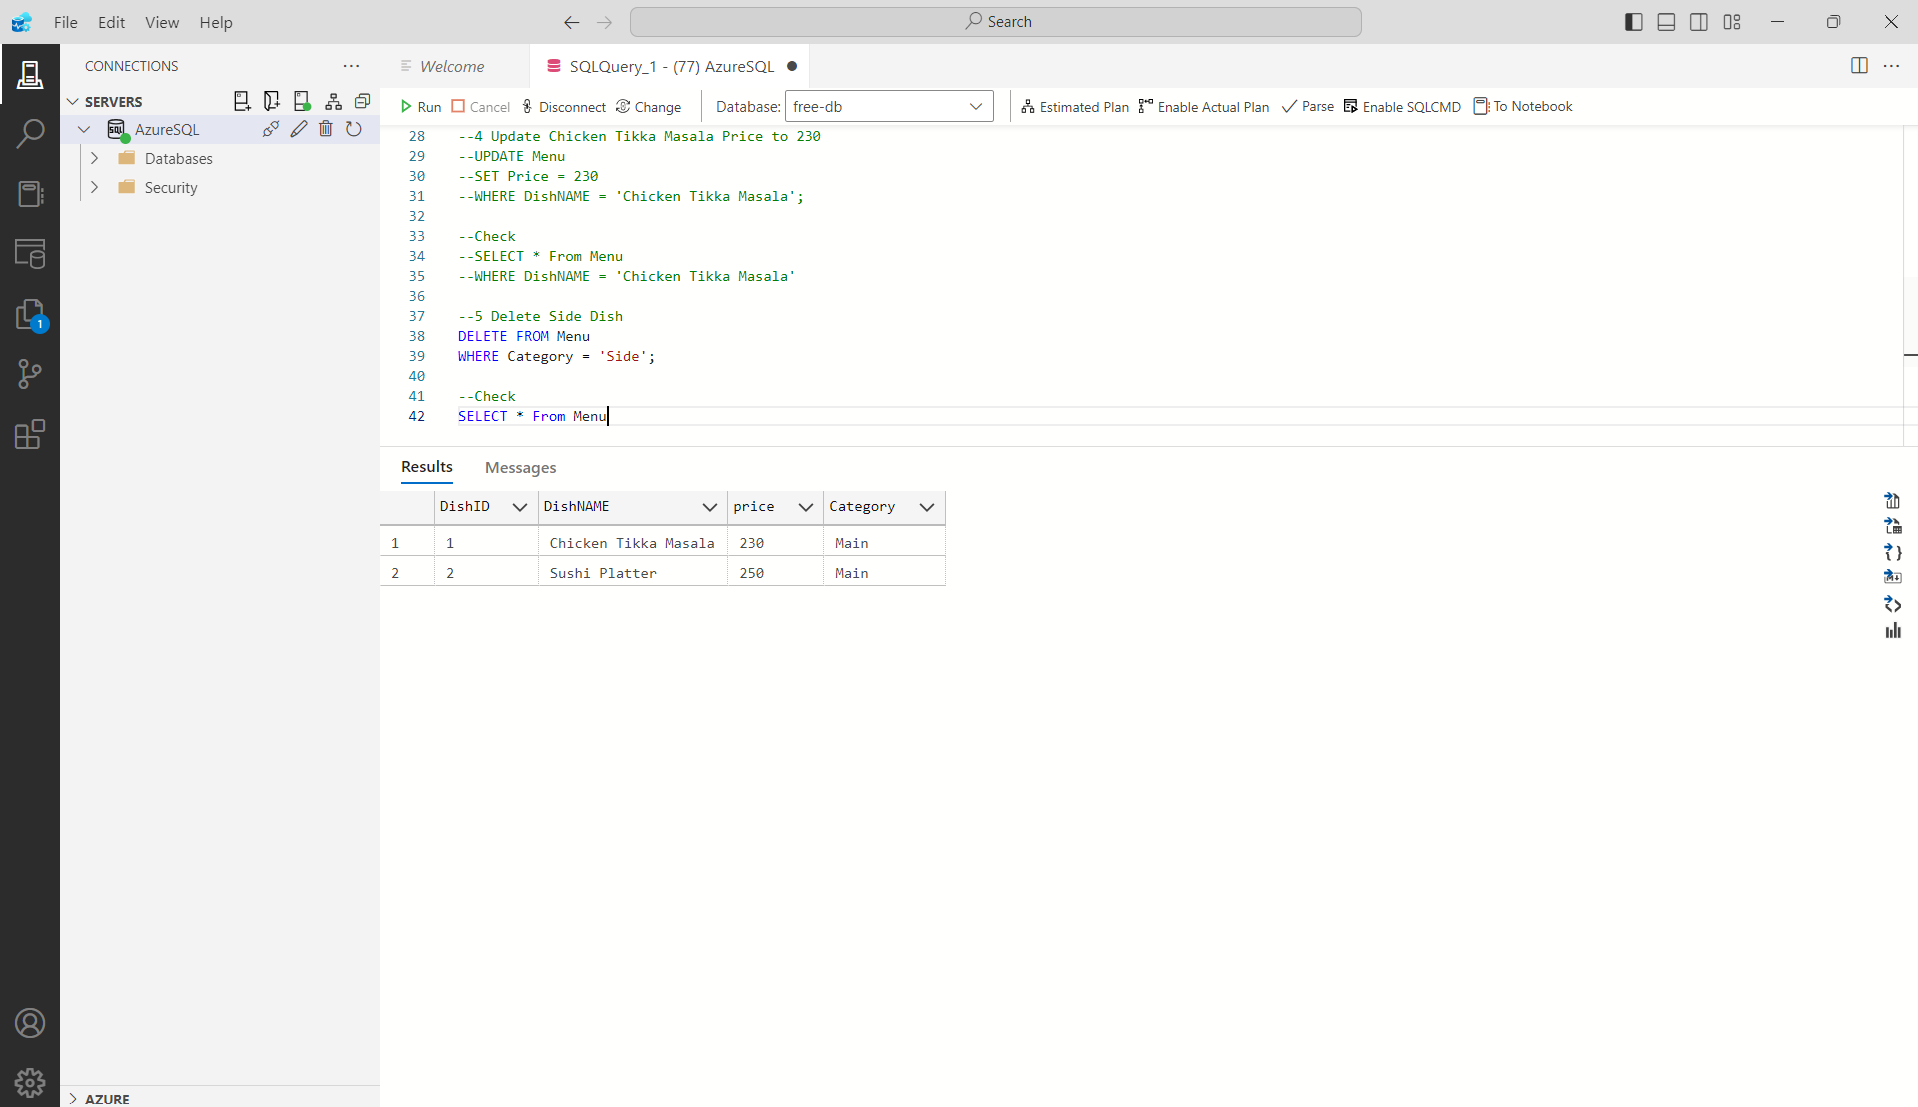 File Edit View Help
Search
CONNECTIONS
Welcome
SQLQuery_1 - (77) AzureSQL
SERVERS
Run Cancel Disconnect Change Database: free-db Estimated Plan Enable Actual Plan Parse Enable SQLCMD To Notebook
AzureSQL
Databases
Security
1
28 --4 Update Chicken Tikka Masala Price to 230
29 --UPDATE Menu
30 --SET Price = 230
31 --WHERE DishNAME = 'Chicken Tikka Masala';
32
33 --Check
34 --SELECT * From Menu
35 --WHERE DishNAME = 'Chicken Tikka Masala'
36
37 --5 Delete Side Dish
38 DELETE FROM Menu
39 WHERE Category = 'Side';
40
41 --Check
42 SELECT * From Menu
Results Messages
DishID DishNAME price Category
1 1 Chicken Tikka Masala 230 Main
2 2 Sushi Platter 250 Main
AZURE